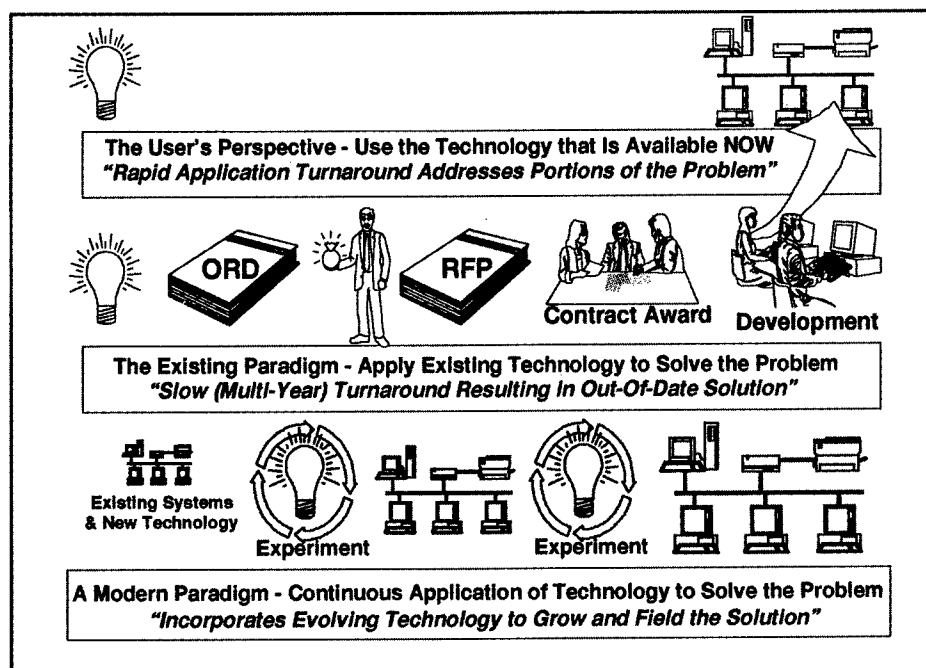 The User's Perspective - Use the Technology that Is Available NOW
"Rapid Application Turnaround Addresses Portions of the Problem"
ORD
RFP
Contract Award
Development
The Existing Paradigm - Apply Existing Technology to Solve the Problem
"Slow (Multi-Year) Turnaround Resulting in Out-Of-Date Solution"
Existing Systems
& New Technology
Experiment
Experiment
A Modern Paradigm - Continuous Application of Technology to Solve the Problem
"Incorporates Evolving Technology to Grow and Field the Solution"